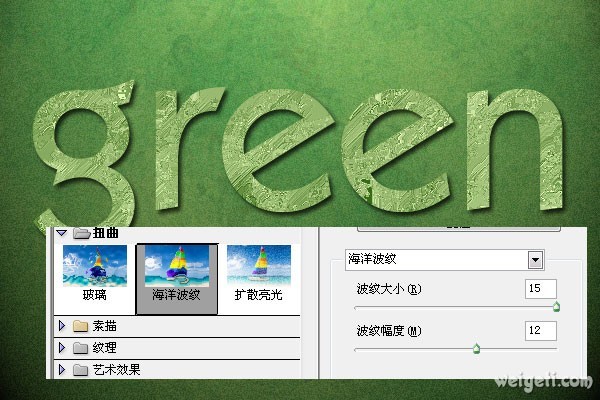 green
扭曲
海洋波纹
玻璃
海洋波纹
扩散亮光
波纹大小(R) 15
素描
波纹幅度(M) 12
纹理
艺术效果
weigeti.com